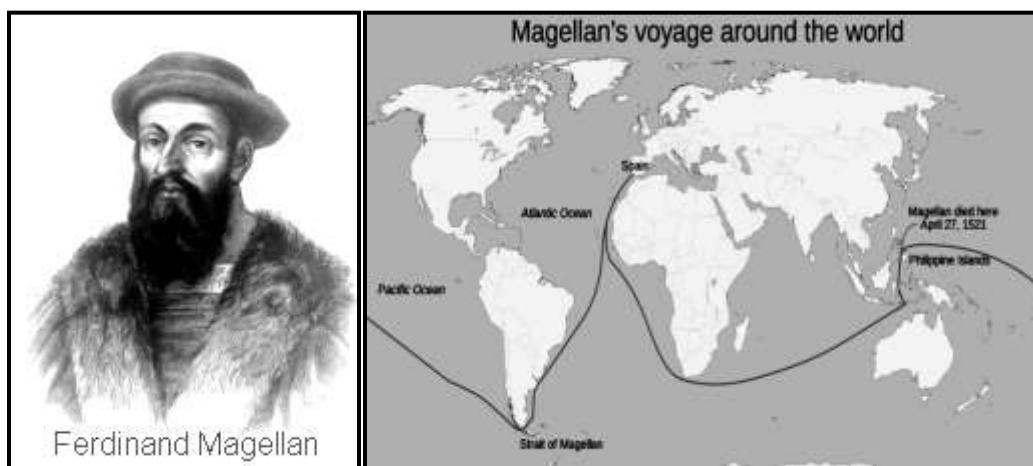 Ferdinand Magellan
Magellan's voyage around the world
Spain
Atlantic Ocean
Magellan died here
April 27, 1521
Philippine Islands
Pacific Ocean
Strait of Magellan